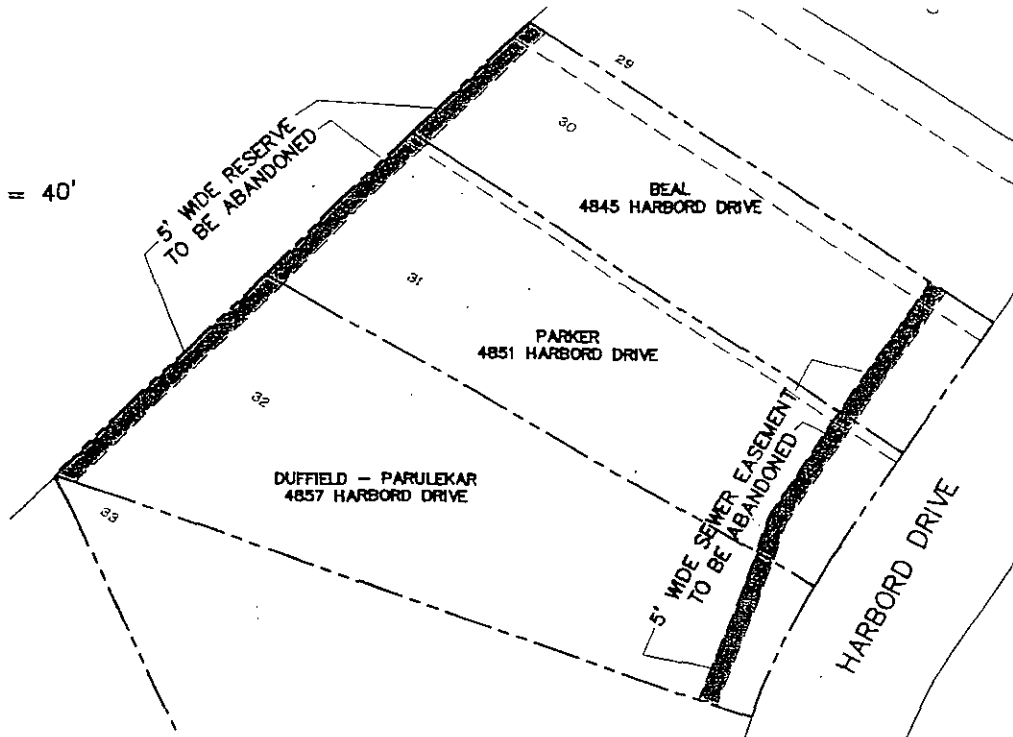 29
30
5' WIDE RESERVE
TO BE ABANDONED
= 40'
BEAL
4845 HARBORD DRIVE
31
PARKER
4851 HARBORD DRIVE
32
DUFFIELD - PARULEKAR
4857 HARBORD DRIVE
33
5' WIDE SEWER EASEMENT
TO BE ABANDONED
HARBORD DRIVE